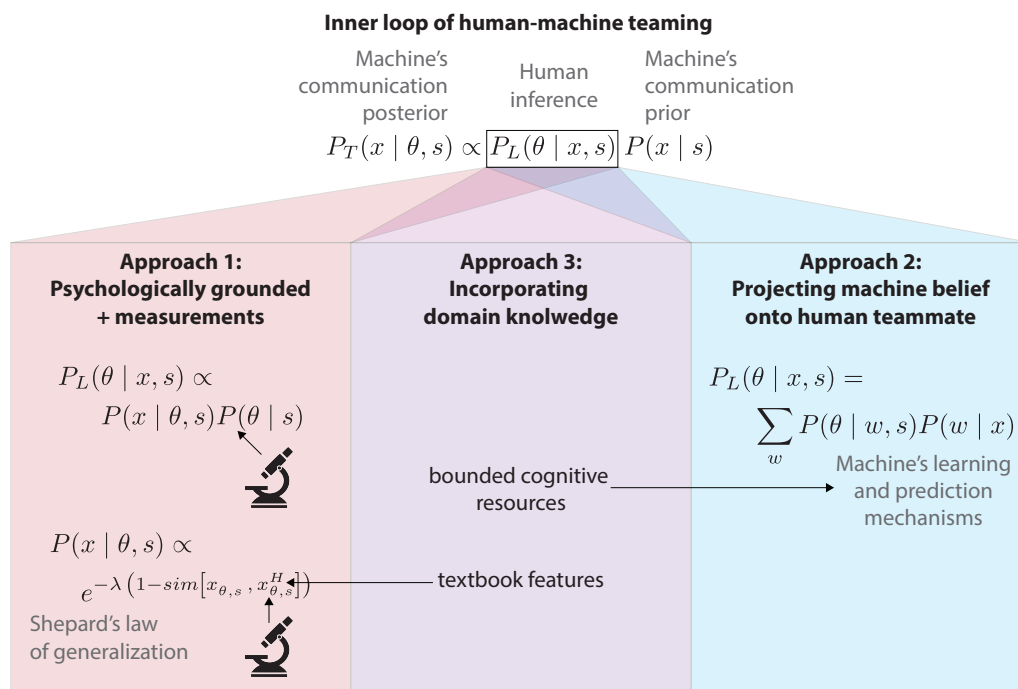 Inner loop of human-machine teaming
Machine's
communication
posterior
Human
inference
Machine's
communication
prior
P_T(x | θ, s) ∝ P_L(θ | x, s) P(x | s)
Approach 1:
Psychologically grounded
+ measurements
P_L(θ | x, s) ∝
P(x | θ, s)P(θ | s)
P(x | θ, s) ∝
e^{-λ(1−sim[x_{θ,s}, x^H_{θ,s}])}
Shepard's law
of generalization
Approach 3:
Incorporating
domain knolwedge
bounded cognitive
resources
textbook features
Approach 2:
Projecting machine belief
onto human teammate
P_L(θ | x, s) =
∑_w P(θ | w, s)P(w | x)
Machine's learning
and prediction
mechanisms